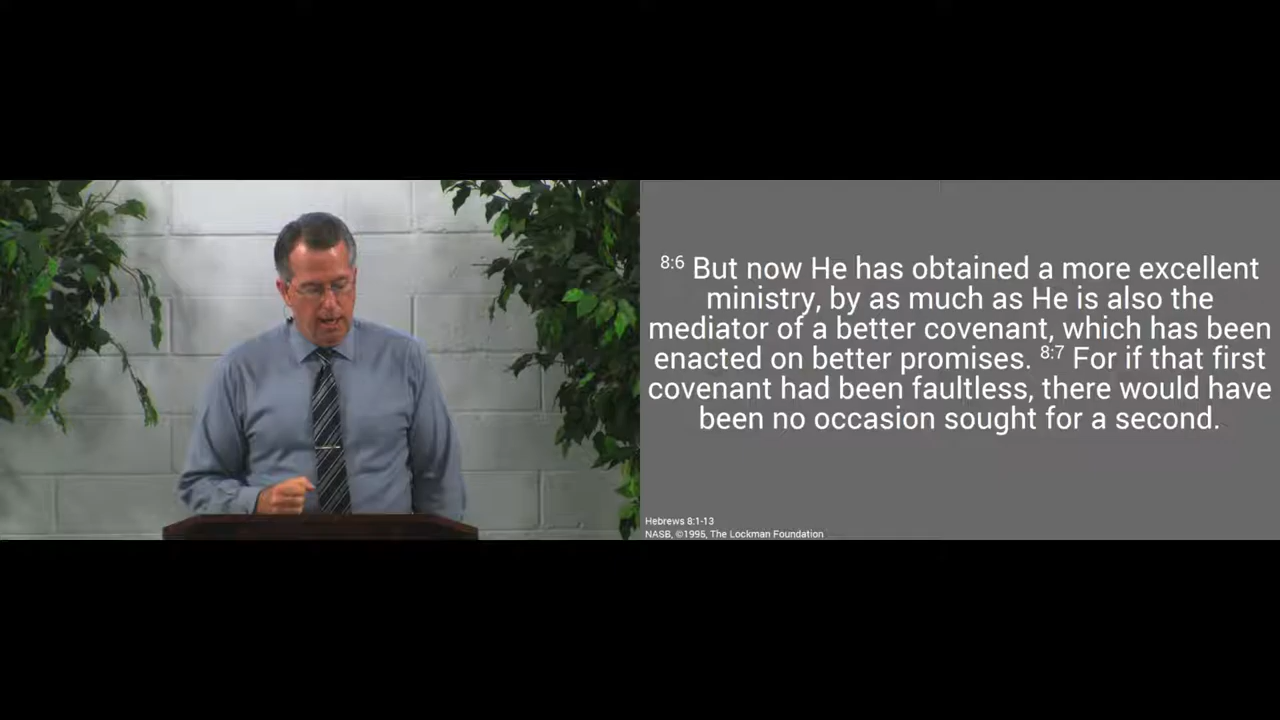 8:6 But now He has obtained a more excellent
ministry, by as much as He is also the
mediator of a better covenant, which has been
enacted on better promises. 8:7 For if that first
covenant had been faultless, there would have
been no occasion sought for a second.
Hebrews 8:1-13
NASB, ©1995, The Lockman Foundation